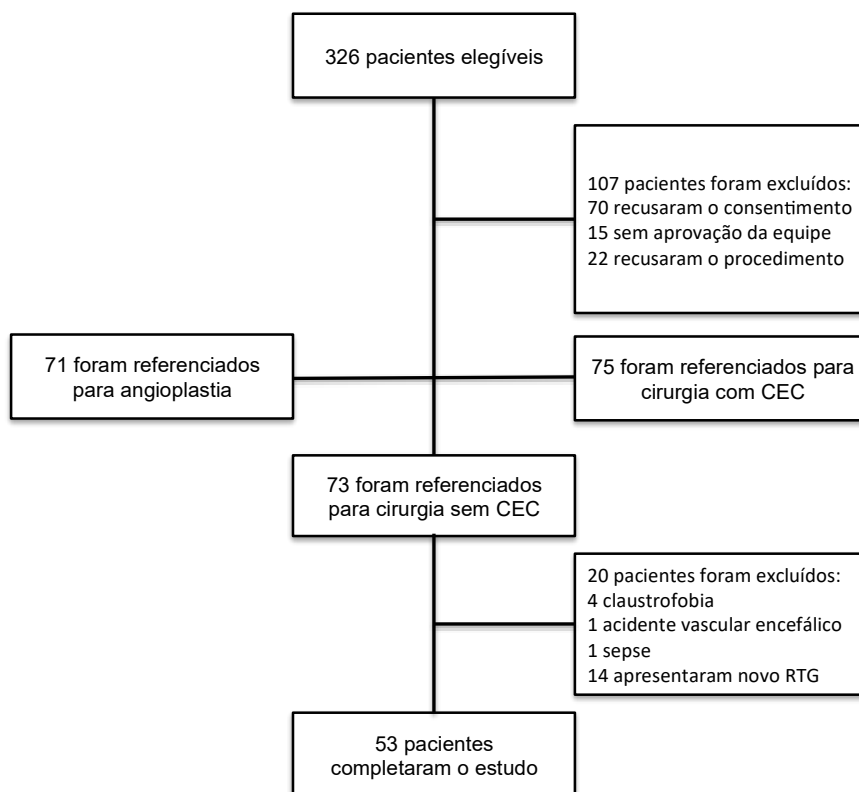 326 pacientes elegíveis
107 pacientes foram excluídos:
70 recusaram o consentimento
15 sem aprovação da equipe
22 recusaram o procedimento
71 foram referenciados
para angioplastia
75 foram referenciados para
cirurgia com CEC
73 foram referenciados
para cirurgia sem CEC
20 pacientes foram excluídos:
4 claustrofobia
1 acidente vascular encefálico
1 sepse
14 apresentaram novo RTG
53 pacientes
completaram o estudo